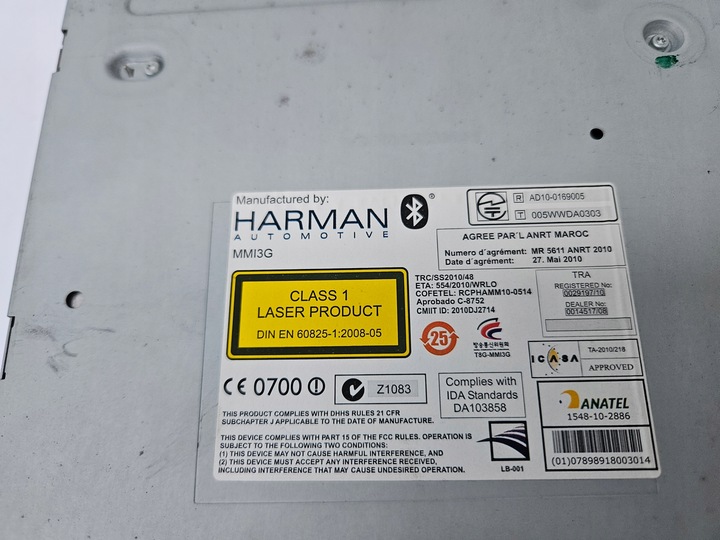 Manufactured by:
HARMAN
AUTOMOTIVE
®
MMI3G
CLASS 1
LASER PRODUCT
DIN EN 60825-1:2008-05
CE 0700
Z1083
THIS PRODUCT COMPLIES WITH DHHS RULES 21 CFR
SUBCHAPTER J APPLICABLE TO THE DATE OF MANUFACTURE.
THIS DEVICE COMPLIES WITH PART 15 OF THE FCC RULES. OPERATION IS
SUBJECT TO THE FOLLOWING TWO CONDITIONS:
(1) THIS DEVICE MAY NOT CAUSE HARMFUL INTERFERENCE, AND
(2) THIS DEVICE MUST ACCEPT ANY INTERFERENCE RECEIVED,
INCLUDING INTERFERENCE THAT MAY CAUSE UNDESIRED OPERATION.
R AD10-0169005
T 005WWDA0303
AGREE PAR'L ANRT MAROC
Numero d'agrément: MR 5611 ANRT 2010
Date d'agrément: 27. Mai 2010
TRC/SS2010/48
ETA: 554/2010/WRLO
COFETEL: RCPHAMM10-0514
Aprobado C-8752
CMIIT ID: 2010DJ2714
25
방송통신위원회
T8G-MMI3G
TRA
REGISTERED No:
0029197/10
DEALER No:
0014517/08
ICASA
TA-2010/218
APPROVED
Complies with
IDA Standards
DA103858
LB-001
ANATEL
1548-10-2886
(01)07898918003014